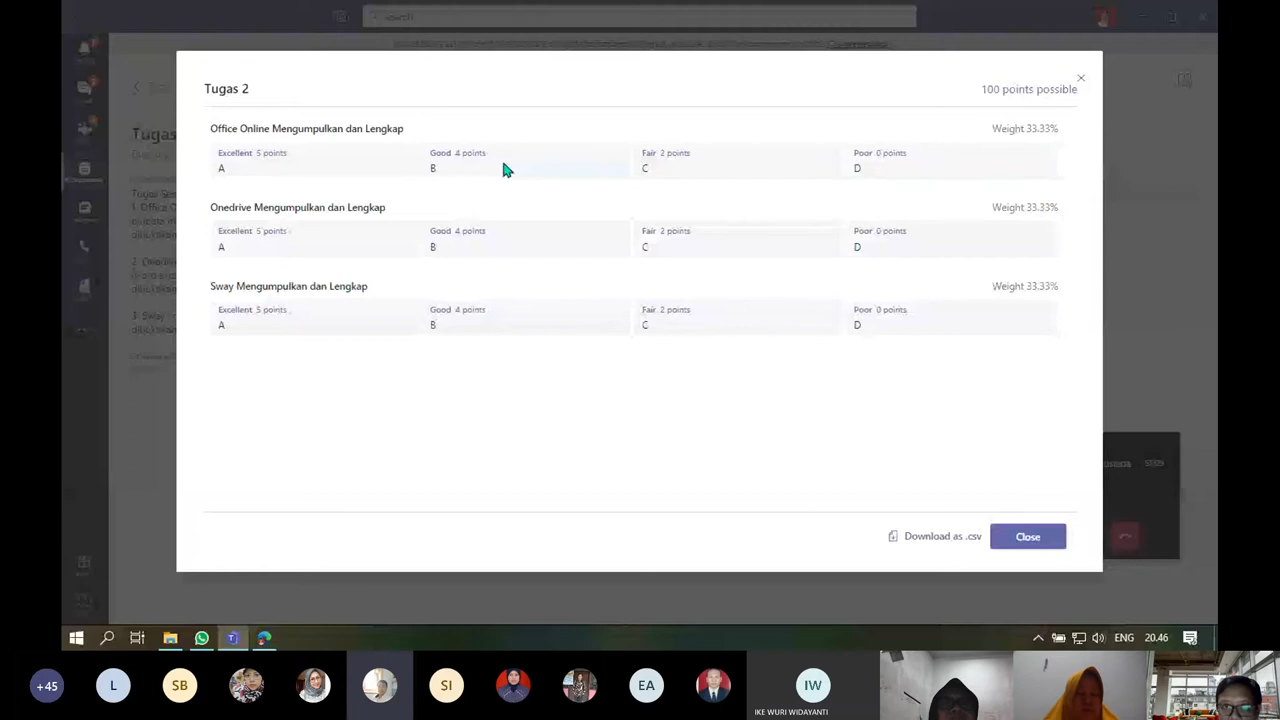 search
Tugas 2
100 points possible
Office Online Mengumpulkan dan Lengkap
Weight 33.33%
Excellent 5 points
Good 4 points
Fair 2 points
Poor 0 points
A
B
C
D
Onedrive Mengumpulkan dan Lengkap
Weight 33.33%
Excellent 5 points
Good 4 points
Fair 2 points
Poor 0 points
A
B
C
D
Sway Mengumpulkan dan Lengkap
Weight 33.33%
Excellent 5 points
Good 4 points
Fair 2 points
Poor 0 points
A
B
C
D
Download as .csv
Close
Tugas
ENG
20.46
+45
L
SB
SI
EA
IW
IKE WURI WIDAYANTI